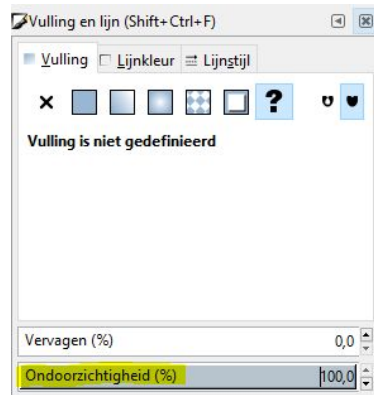 Vulling en lijn (Shift+Ctrl+F)
Vulling Lijnkleur Lijnstijl
?
Vulling is niet gedefinieerd
Vervagen (%) 0,0
Ondoorzichtigheid (%) 100,0